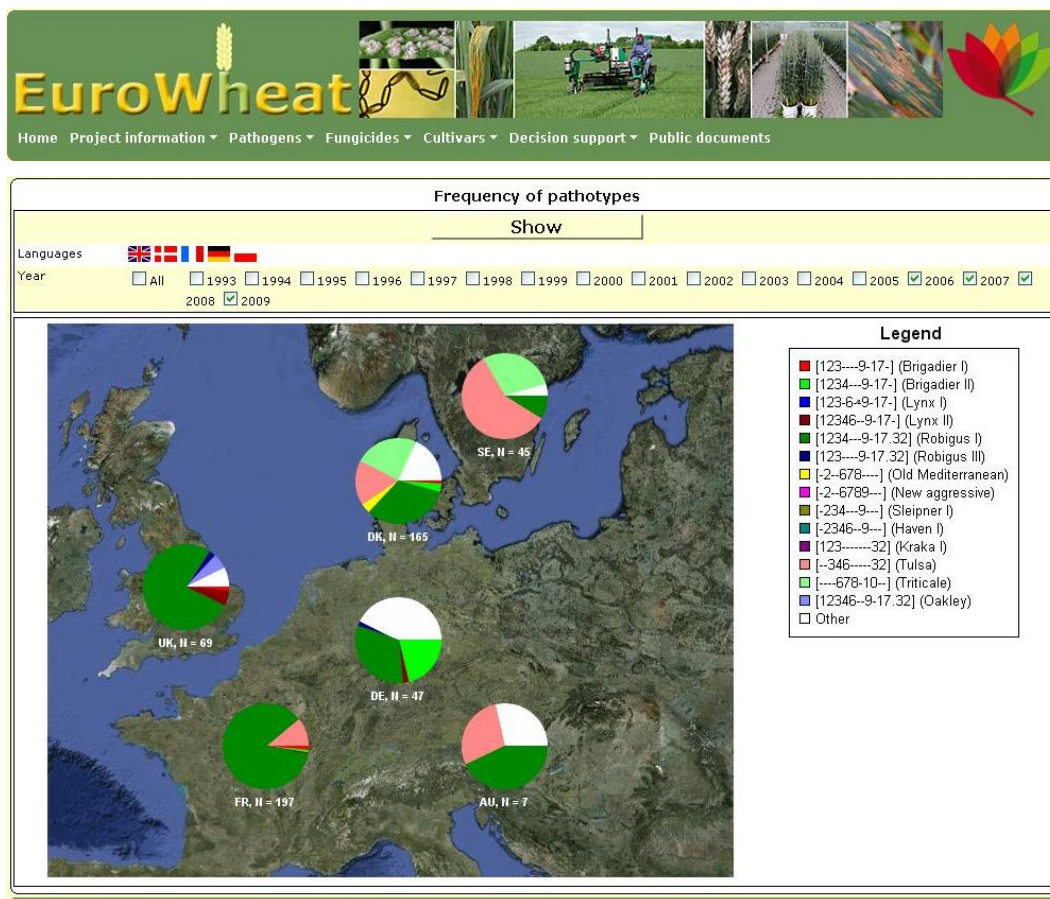 EuroWheat
Home Project information Pathogens Fungicides Cultivars Decision support Public documents
Frequency of pathotypes
Show
Languages
Year All 1993 1994 1995 1996 1997 1998 1999 2000 2001 2002 2003 2004 2005 2006 2007
2008 2009
SE, N = 45
DK, N = 165
UK, N = 69
DE, N = 47
FR, N = 197
AU, N = 7
Legend
[123----9-17-] (Brigadier I)
[1234---9-17-] (Brigadier II)
[123-6-*9-17-] (Lynx I)
[12346--9-17-] (Lynx II)
[1234---9-17.32] (Robigus I)
[123----9-17.32] (Robigus III)
[-2--678----] (Old Mediterranean)
[-2--6789---] (New aggressive)
[-234---9---] (Sleipner I)
[-2346--9---] (Haven I)
[123-------32] (Kraka I)
[--346-----32] (Tulsa)
[----678-10--] (Triticale)
[12346--9-17.32] (Oakley)
Other